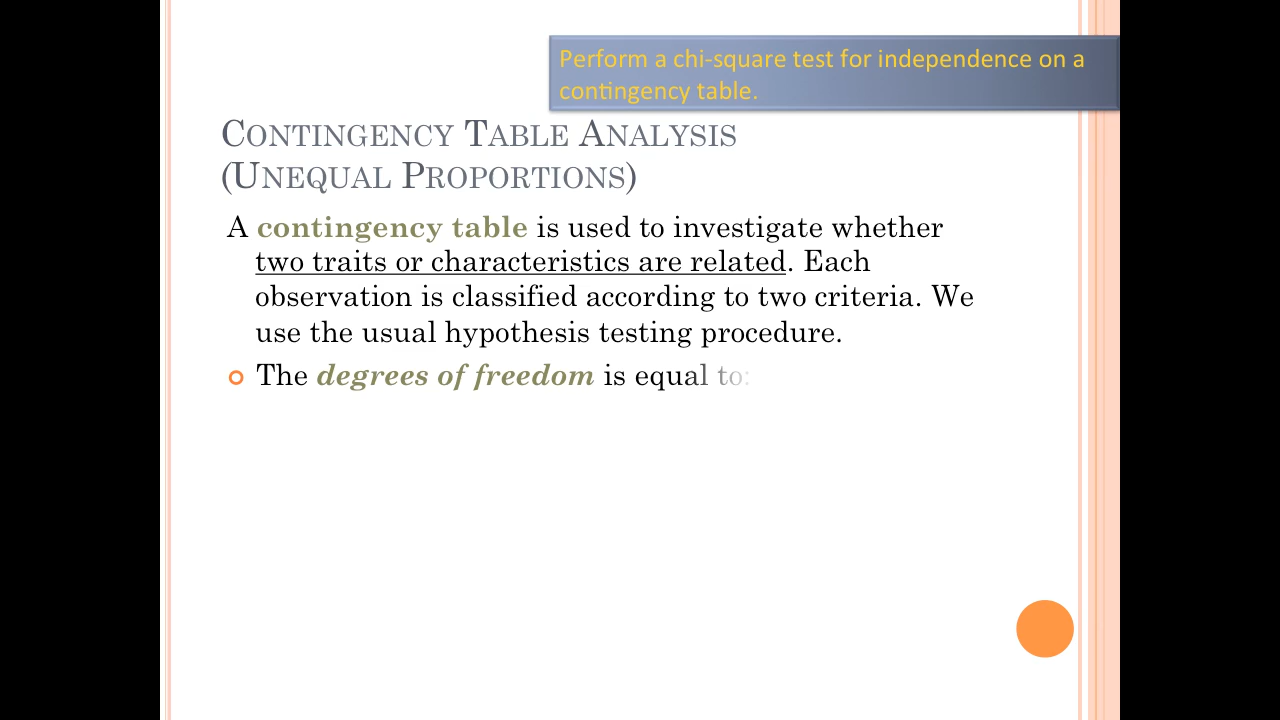 Perform a chi-square test for independence on a
contingency table.
CONTINGENCY TABLE ANALYSIS
(UNEQUAL PROPORTIONS)
A contingency table is used to investigate whether
two traits or characteristics are related. Each
observation is classified according to two criteria. We
use the usual hypothesis testing procedure.
The degrees of freedom is equal to: